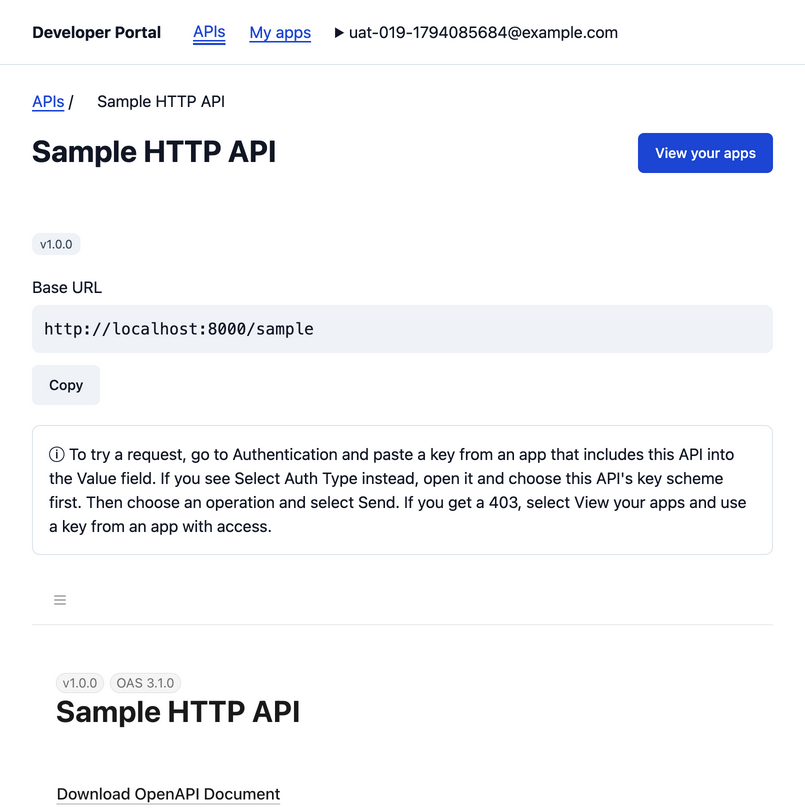 Developer Portal APIs My apps ▶ uat-019-1794085684@example.com
APIs / Sample HTTP API
Sample HTTP API
View your apps
v1.0.0
Base URL
http://localhost:8000/sample
Copy
ⓘ To try a request, go to Authentication and paste a key from an app that includes this API into
the Value field. If you see Select Auth Type instead, open it and choose this API's key scheme
first. Then choose an operation and select Send. If you get a 403, select View your apps and use
a key from an app with access.
v1.0.0 OAS 3.1.0
Sample HTTP API
Download OpenAPI Document